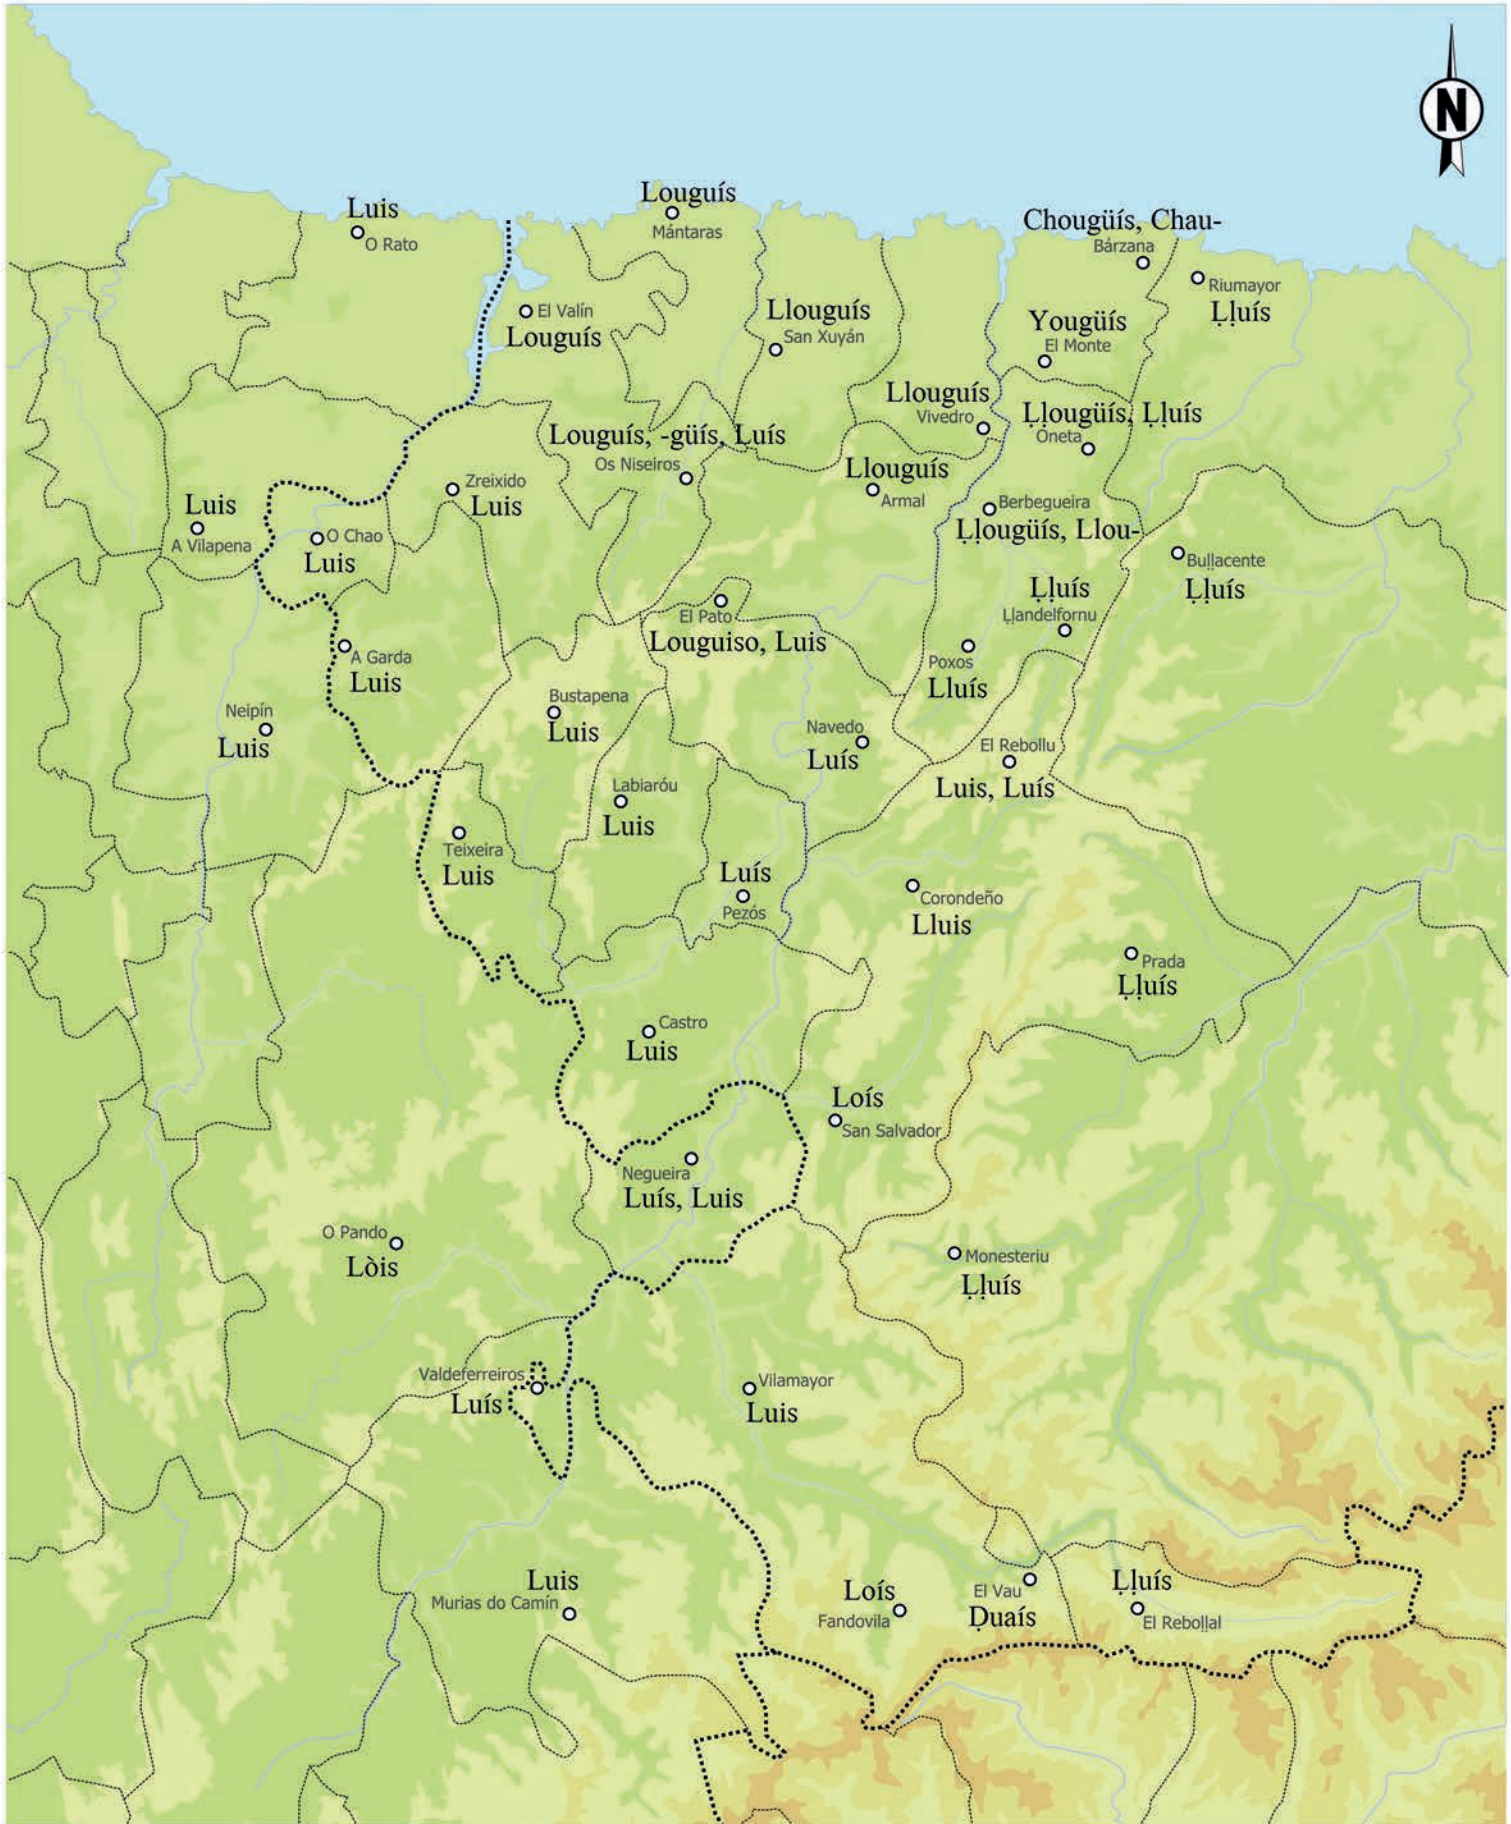 N
Louguís
Mántaras
Luis
O Rato
Chougüís, Chau-
Bárzana
Riumayor
Ḷḷuís
El Valín
Louguís
Llouguís
San Xuyán
Yougüís
El Monte
Llouguís
Vivedro
Ḷḷougüís, Ḷḷuís
Oneta
Louguís, -güís, Luís
Os Niseiros
Llouguís
Armal
Zreixido
Luis
Luis
A Vilapena
O Chao
Luis
Berbegueira
Ḷḷougüís, Llou-
Buḷḷacente
Ḷḷuís
Ḷḷuís
Ḷḷandelfornu
El Pato
Louguiso, Luis
A Garda
Luis
Poxos
Lluís
Bustapena
Luis
Neipín
Luis
Navedo
Luís
El Rebollu
Luis, Luís
Labiaróu
Luis
Teixeira
Luis
Luís
Pezós
Corondeño
Lluis
Prada
Ḷḷuís
Castro
Luis
Loís
San Salvador
Negueira
Luís, Luis
O Pando
Lòis
Monesteriu
Ḷḷuís
Valdeferreiros
Luís
Vilamayor
Luis
Luis
Murias do Camín
Loís
Fandovila
El Vau
Ḍuaís
Ḷḷuís
El Reboḷḷal